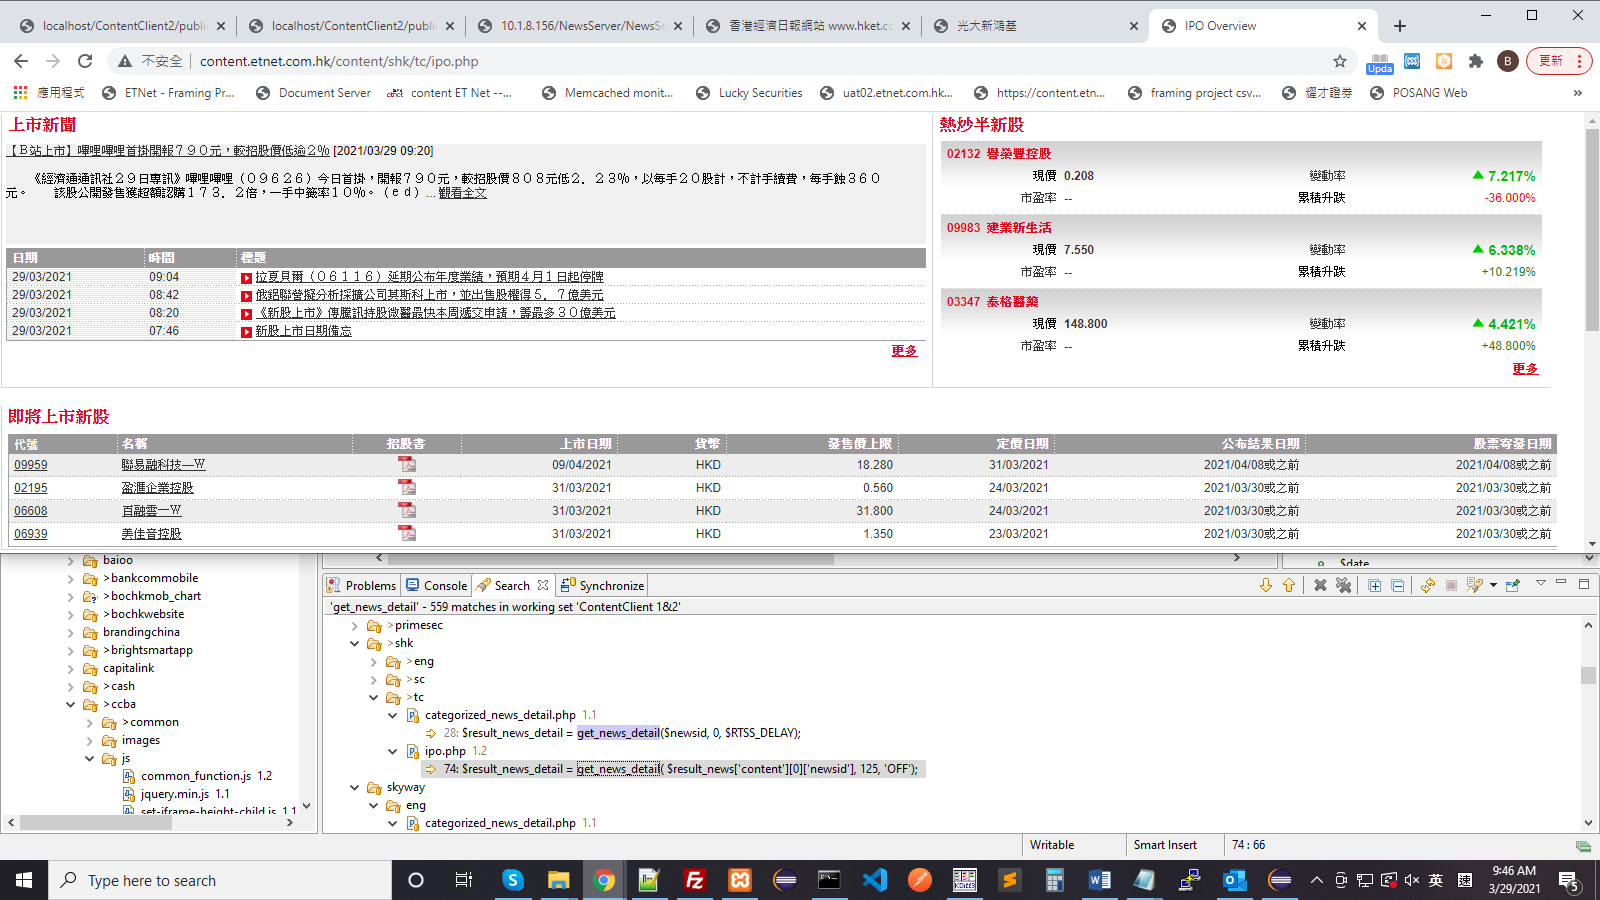 localhost/ContentClient2/publi
localhost/ContentClient2/publi
10.1.8.156/NewsServer/NewsSe
香港經濟日報網站 www.hket.co
光大新鴻基
IPO Overview
不安全
content.etnet.com.hk/content/shk/tc/ipo.php
Upda
B
更新
應用程式
ETNet - Framing Pr...
Document Server
content ET Net --...
Memcached monit...
Lucky Securities
uat02.etnet.com.hk...
https://content.etn...
framing project csv...
耀才證券
POSANG Web
»
上市新聞
【Ｂ站上市】嗶哩嗶哩首掛開報７９０元，較招股價低逾２% [2021/03/29 09:20]
《經濟通通訊社２９日專訊》嗶哩嗶哩（０９６２６）今日首掛，開報７９０元，較招股價８０８元低２．２３%，以每手２０股計，不計手續費，每手蝕３６０
元。 該股公開發售獲超額認購１７３．２倍，一手中籤率１０%。（ｅｄ）... 觀看全文
日期 時間 標題
29/03/2021 09:04 拉夏貝爾（０６１１６）延期公布年度業績，預期４月１日起停牌
29/03/2021 08:42 俄鋁聯營擬分析採擴公司其斯科上市，並出售股權得５．７億美元
29/03/2021 08:20 《新股上市》傳騰訊持股微醫最快本周遞交申請，籌最多３０億美元
29/03/2021 07:46 新股上市日期備忘
更多
熱炒半新股
02132 譽榮豐控股
現價 0.208 變動率 7.217%
市盈率 -- 累積升跌 -36.000%
09983 建業新生活
現價 7.550 變動率 6.338%
市盈率 -- 累積升跌 +10.219%
03347 泰格醫藥
現價 148.800 變動率 4.421%
市盈率 -- 累積升跌 +48.800%
更多
即將上市新股
代號 名稱 招股書 上市日期 貨幣 發售價上限 定價日期 公布結果日期 股票寄發日期
09959 聯易融科技—Ｗ 09/04/2021 HKD 18.280 31/03/2021 2021/04/08或之前 2021/04/08或之前
02195 盈滙企業控股 31/03/2021 HKD 0.560 24/03/2021 2021/03/30或之前 2021/03/30或之前
06608 百融雲—Ｗ 31/03/2021 HKD 31.800 24/03/2021 2021/03/30或之前 2021/03/30或之前
06939 美佳音控股 31/03/2021 HKD 1.350 23/03/2021 2021/03/30或之前 2021/03/30或之前
baioo
>bankcommobile
>bochkmob_chart
>bochkwebsite
brandingchina
>brightsmartapp
capitalink
>cash
>ccba
>common
images
js
common_function.js 1.2
jquery.min.js 1.1
set-iframe-height-child.js 1.1
$date
Problems Console Search Synchronize
'get_news_detail' - 559 matches in working set 'ContentClient 1&2'
>primesec
>shk
>eng
>sc
>tc
categorized_news_detail.php 1.1
28: $result_news_detail = get_news_detail($newsid, 0, $RTSS_DELAY);
ipo.php 1.2
74: $result_news_detail = get_news_detail( $result_news['content'][0]['newsid'], 125, 'OFF');
skyway
eng
categorized_news_detail.php 1.1
Writable
Smart Insert
74 : 66
Type here to search
英
9:46 AM
3/29/2021
5